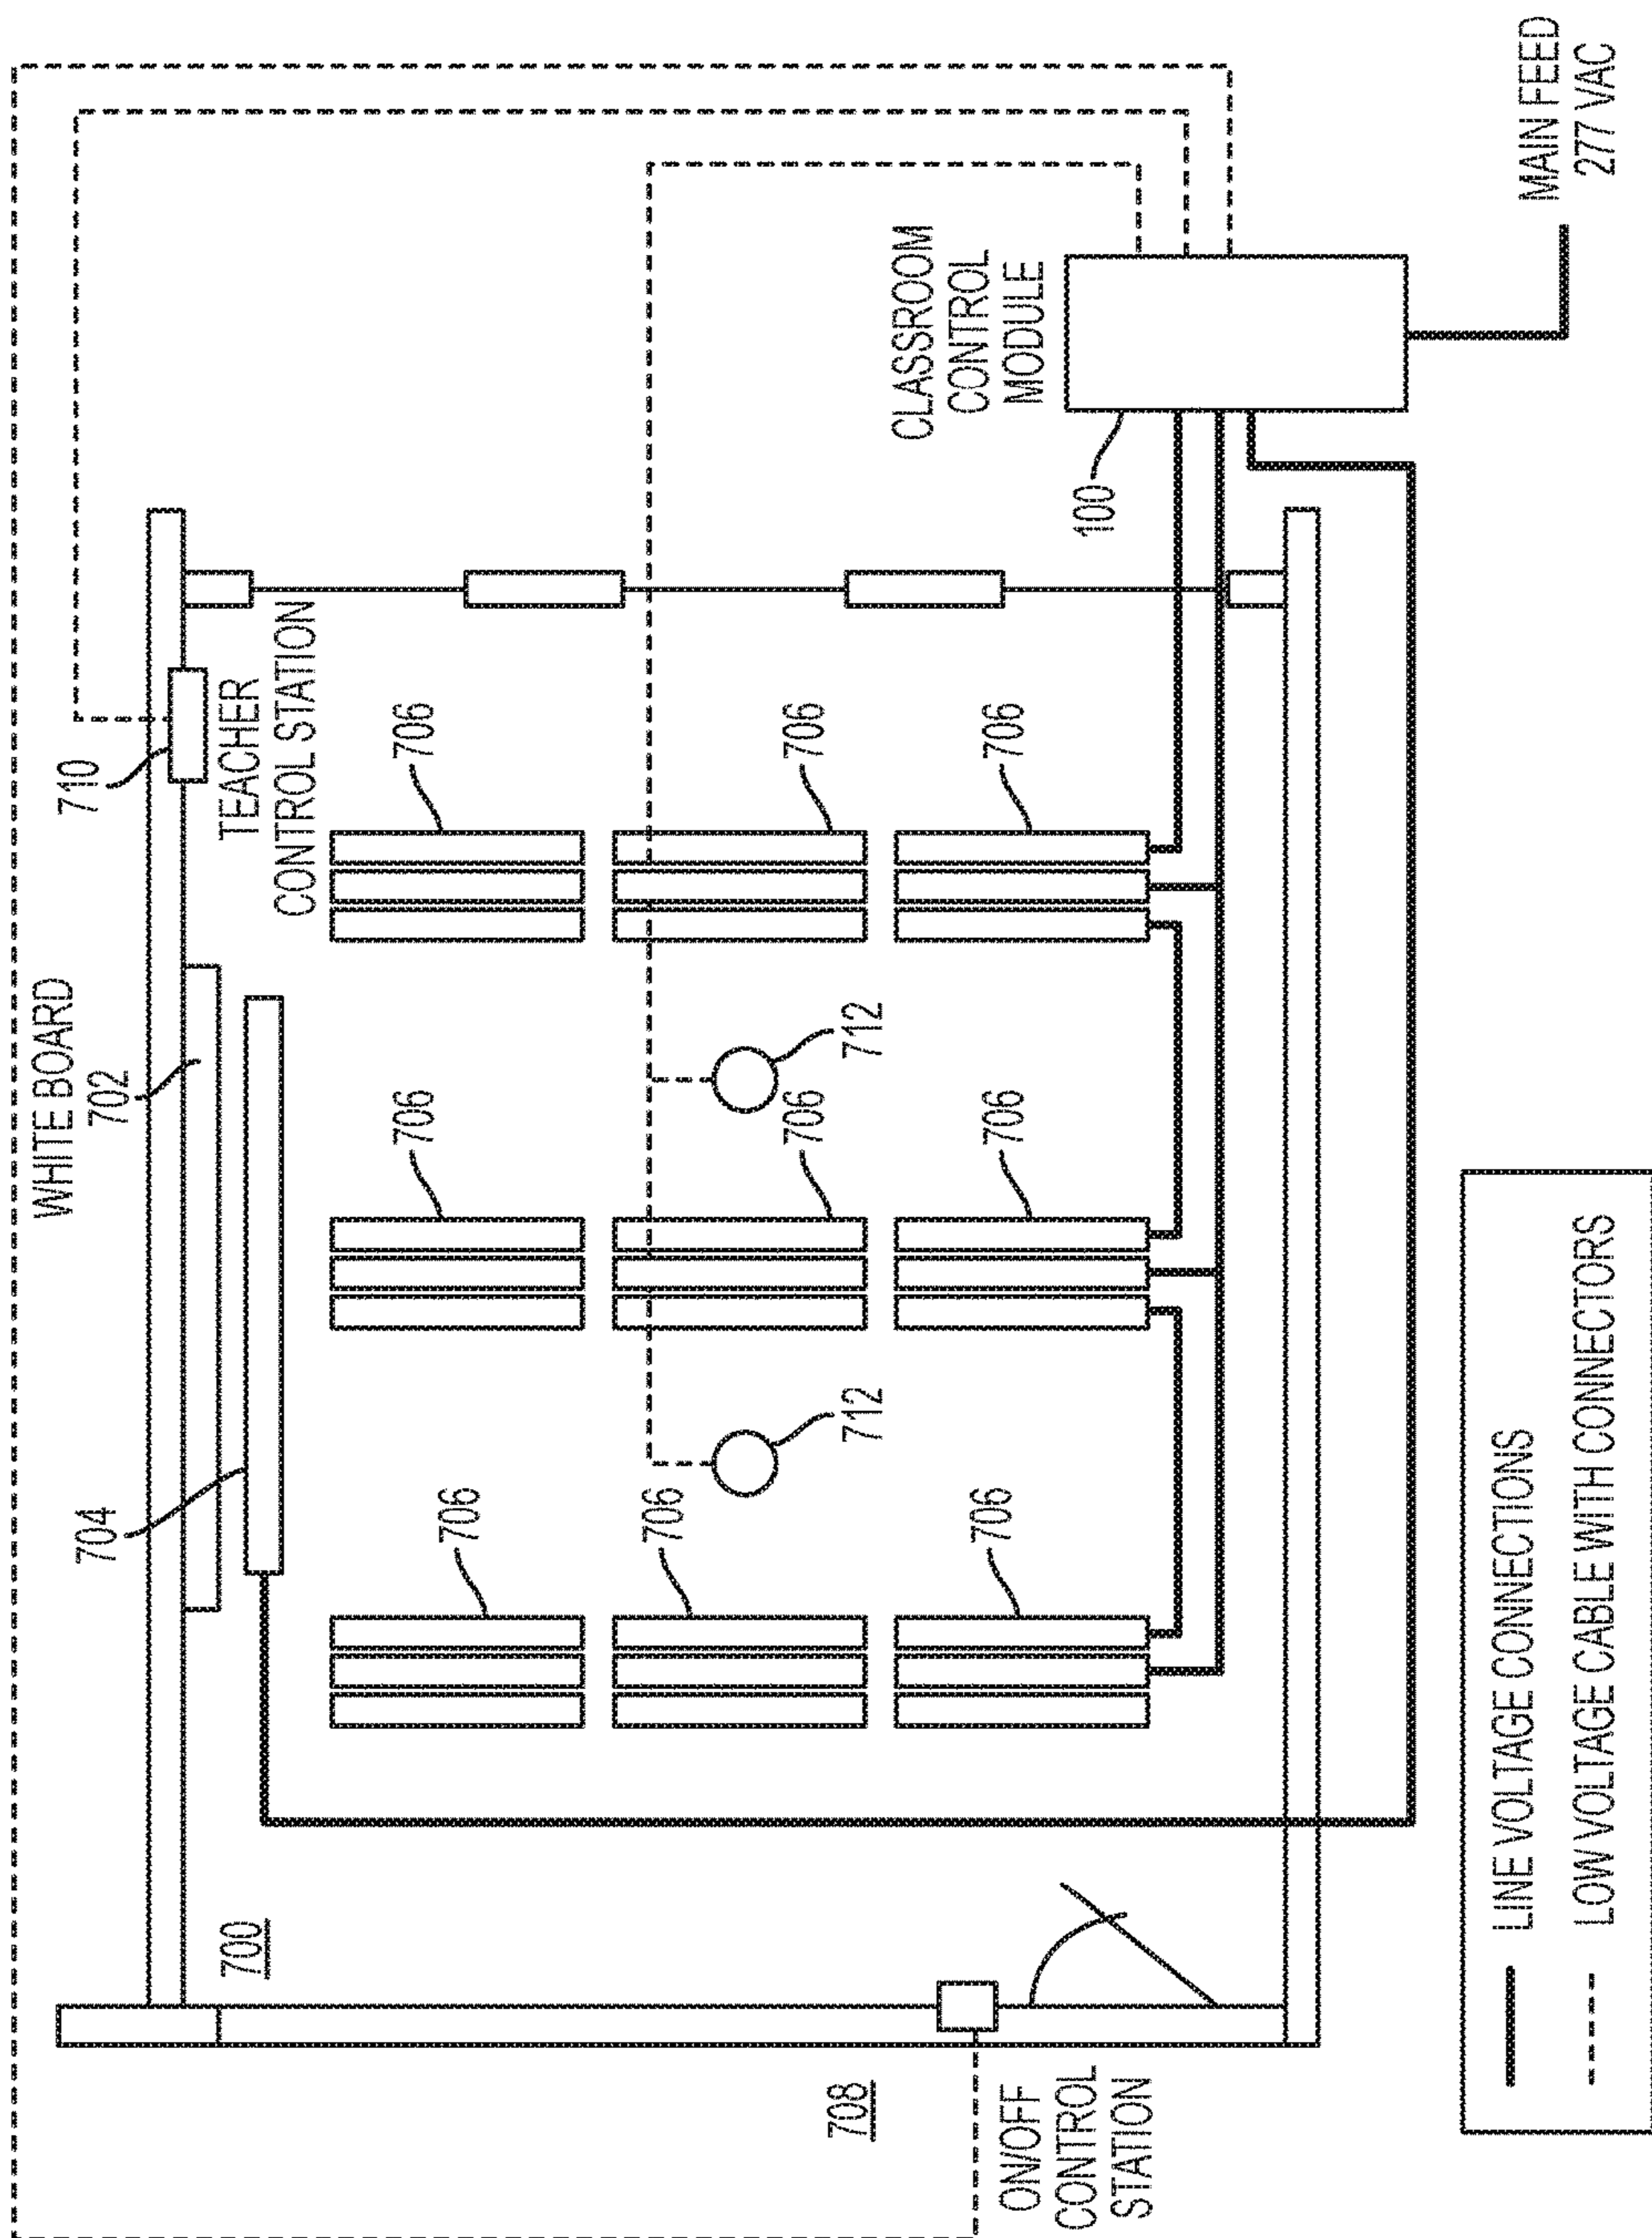 WHITE BOARD
702
704
710
TEACHER
CONTROL STATION
700
706
706
706
706
706
706
706
706
706
712
712
708
ON/OFF
CONTROL
STATION
CLASSROOM
CONTROL
MODULE
100
MAIN FEED
277 VAC
LINE VOLTAGE CONNECTIONS
LOW VOLTAGE CABLE WITH CONNECTORS